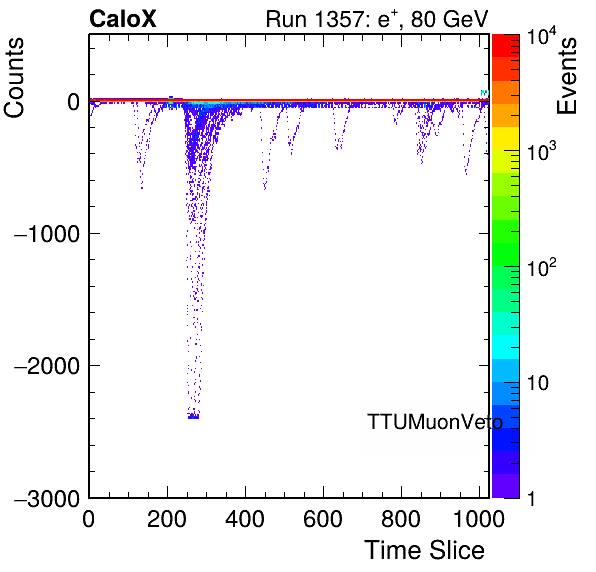 CaloX Run 1357: e⁺, 80 GeV
Counts
0
−1000
−2000
−3000
0 200 400 600 800 1000
Time Slice
TTUMuonVeto
Events
10⁴
10³
10²
10
1